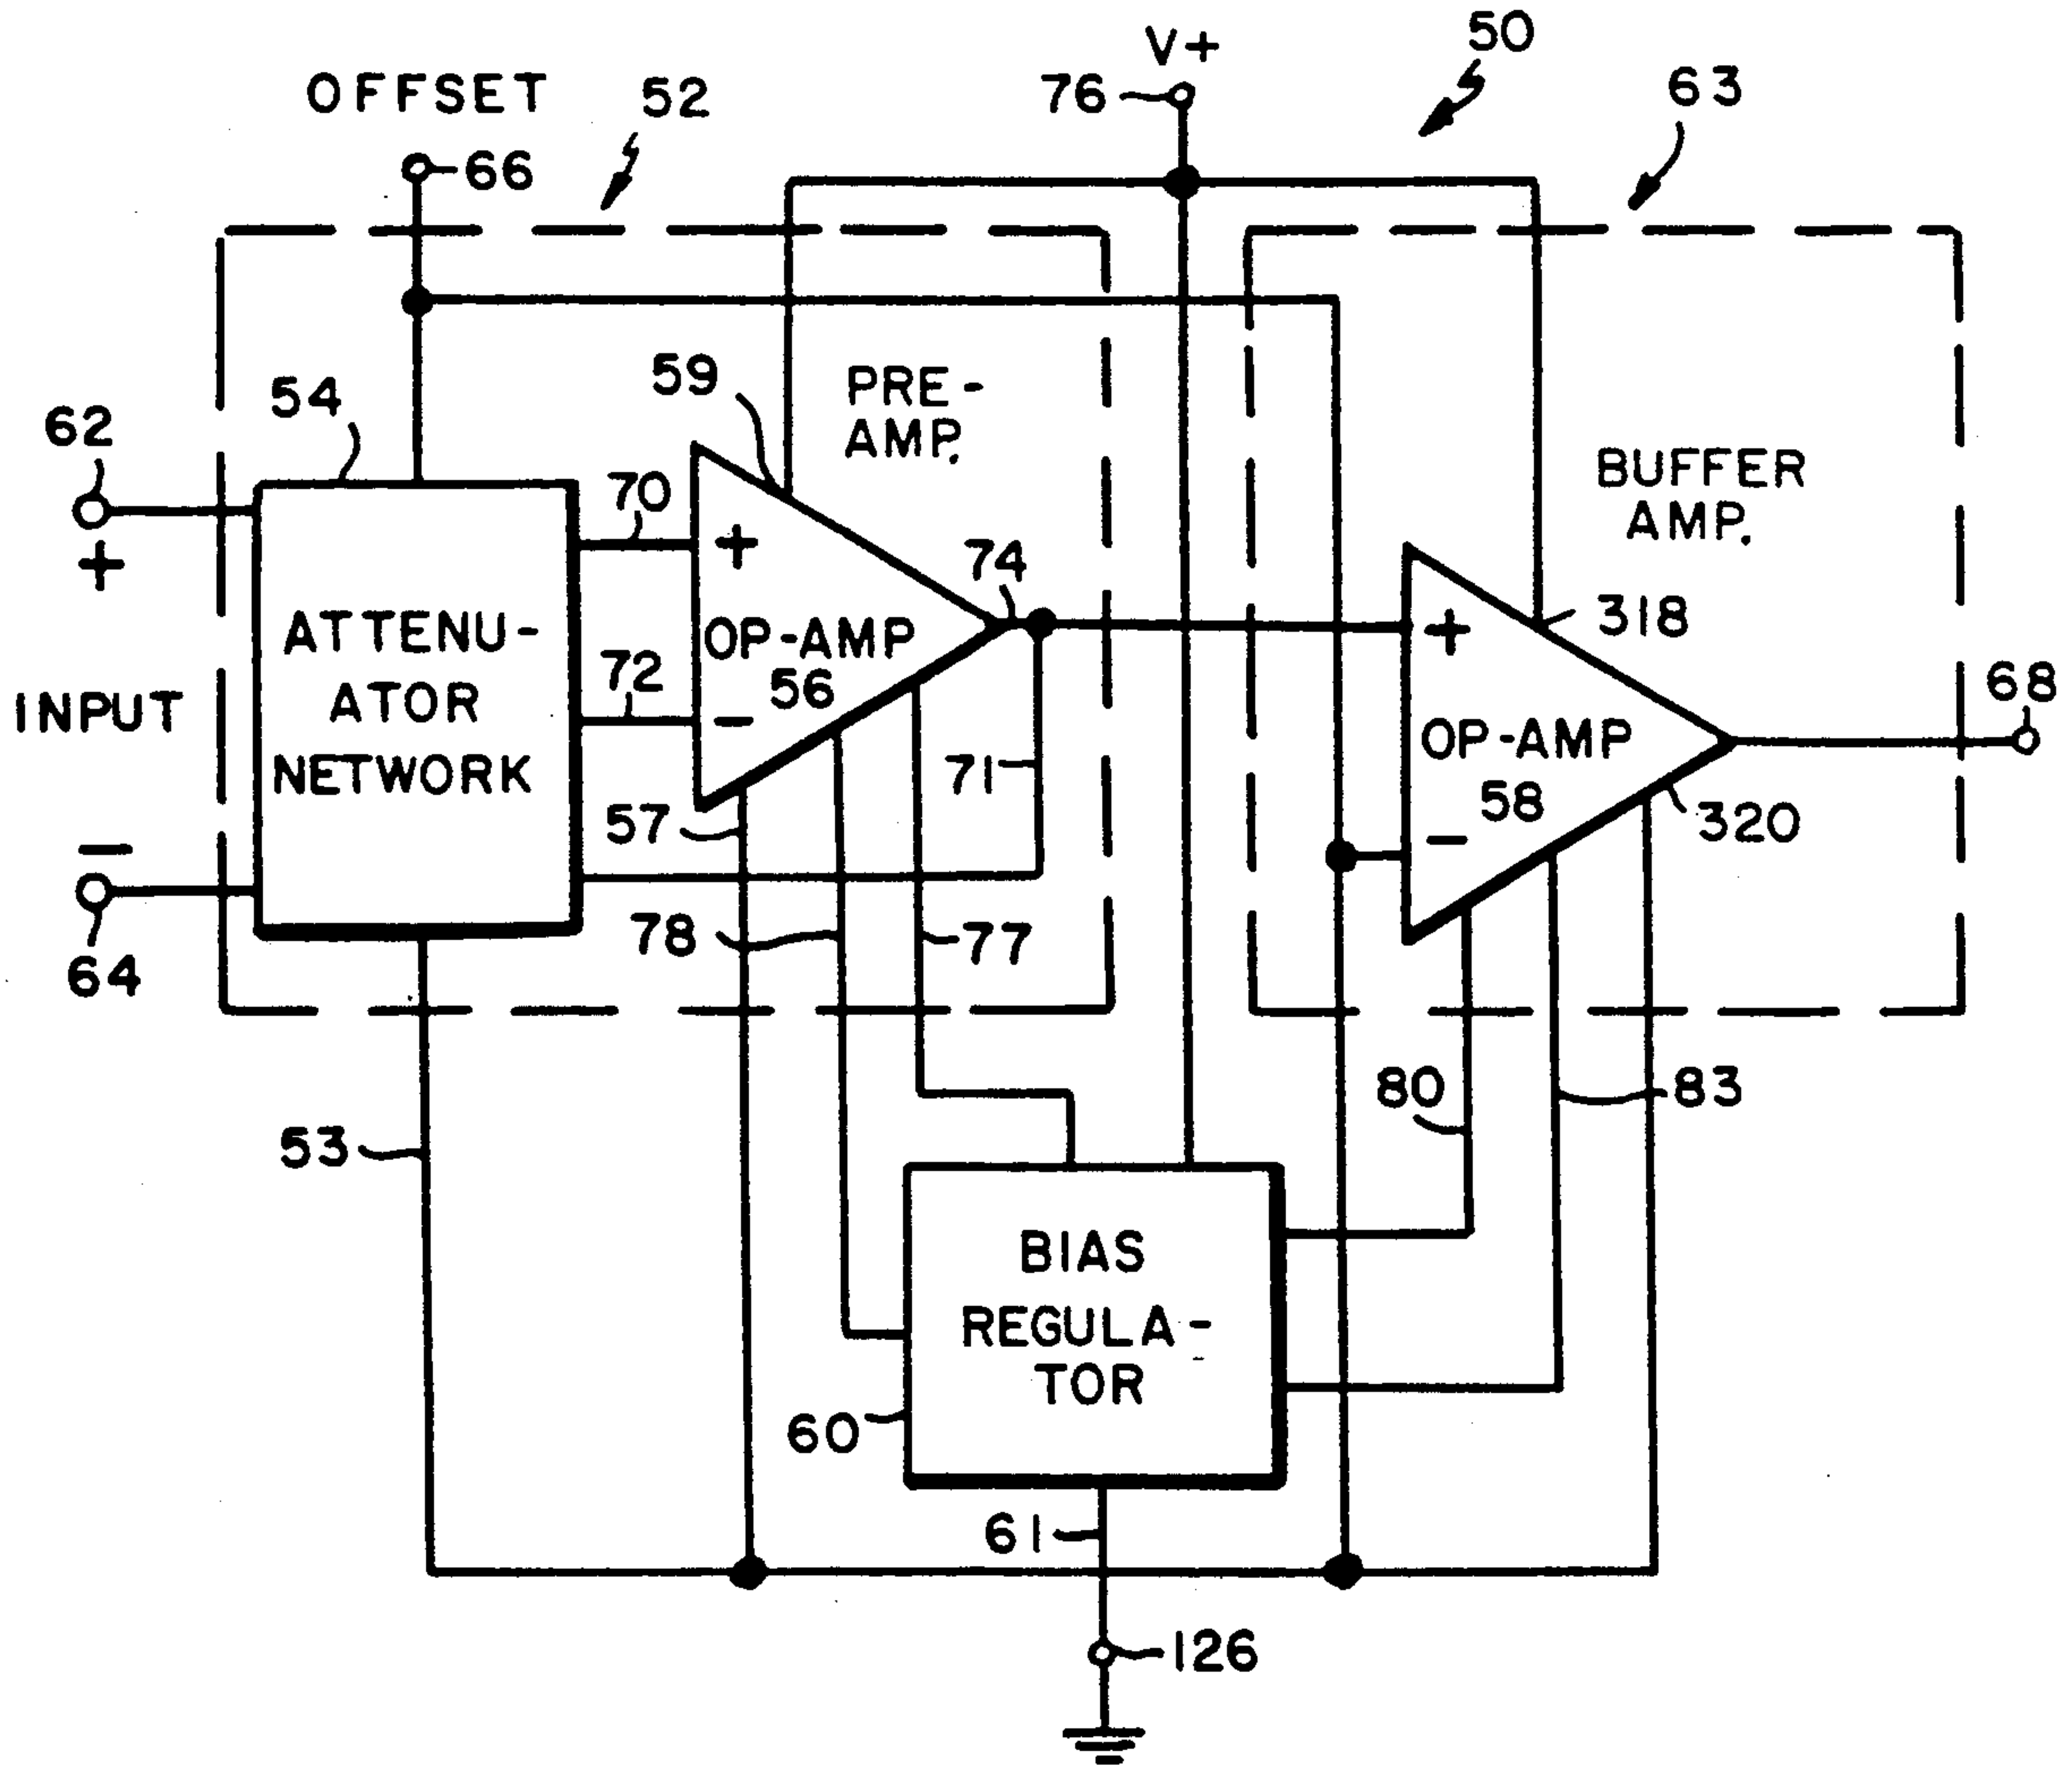 50
V+
76
63
OFFSET
52
66
59
PRE-
AMP.
54
62
+
70
+
74
BUFFER
AMP.
318
+
ATTENU-
ATOR
NETWORK
OP-AMP
56
72
−
INPUT
68
71
OP-AMP
58
−
320
57
−
64
78
77
80
83
53
BIAS
REGULA-
TOR
60
61
126